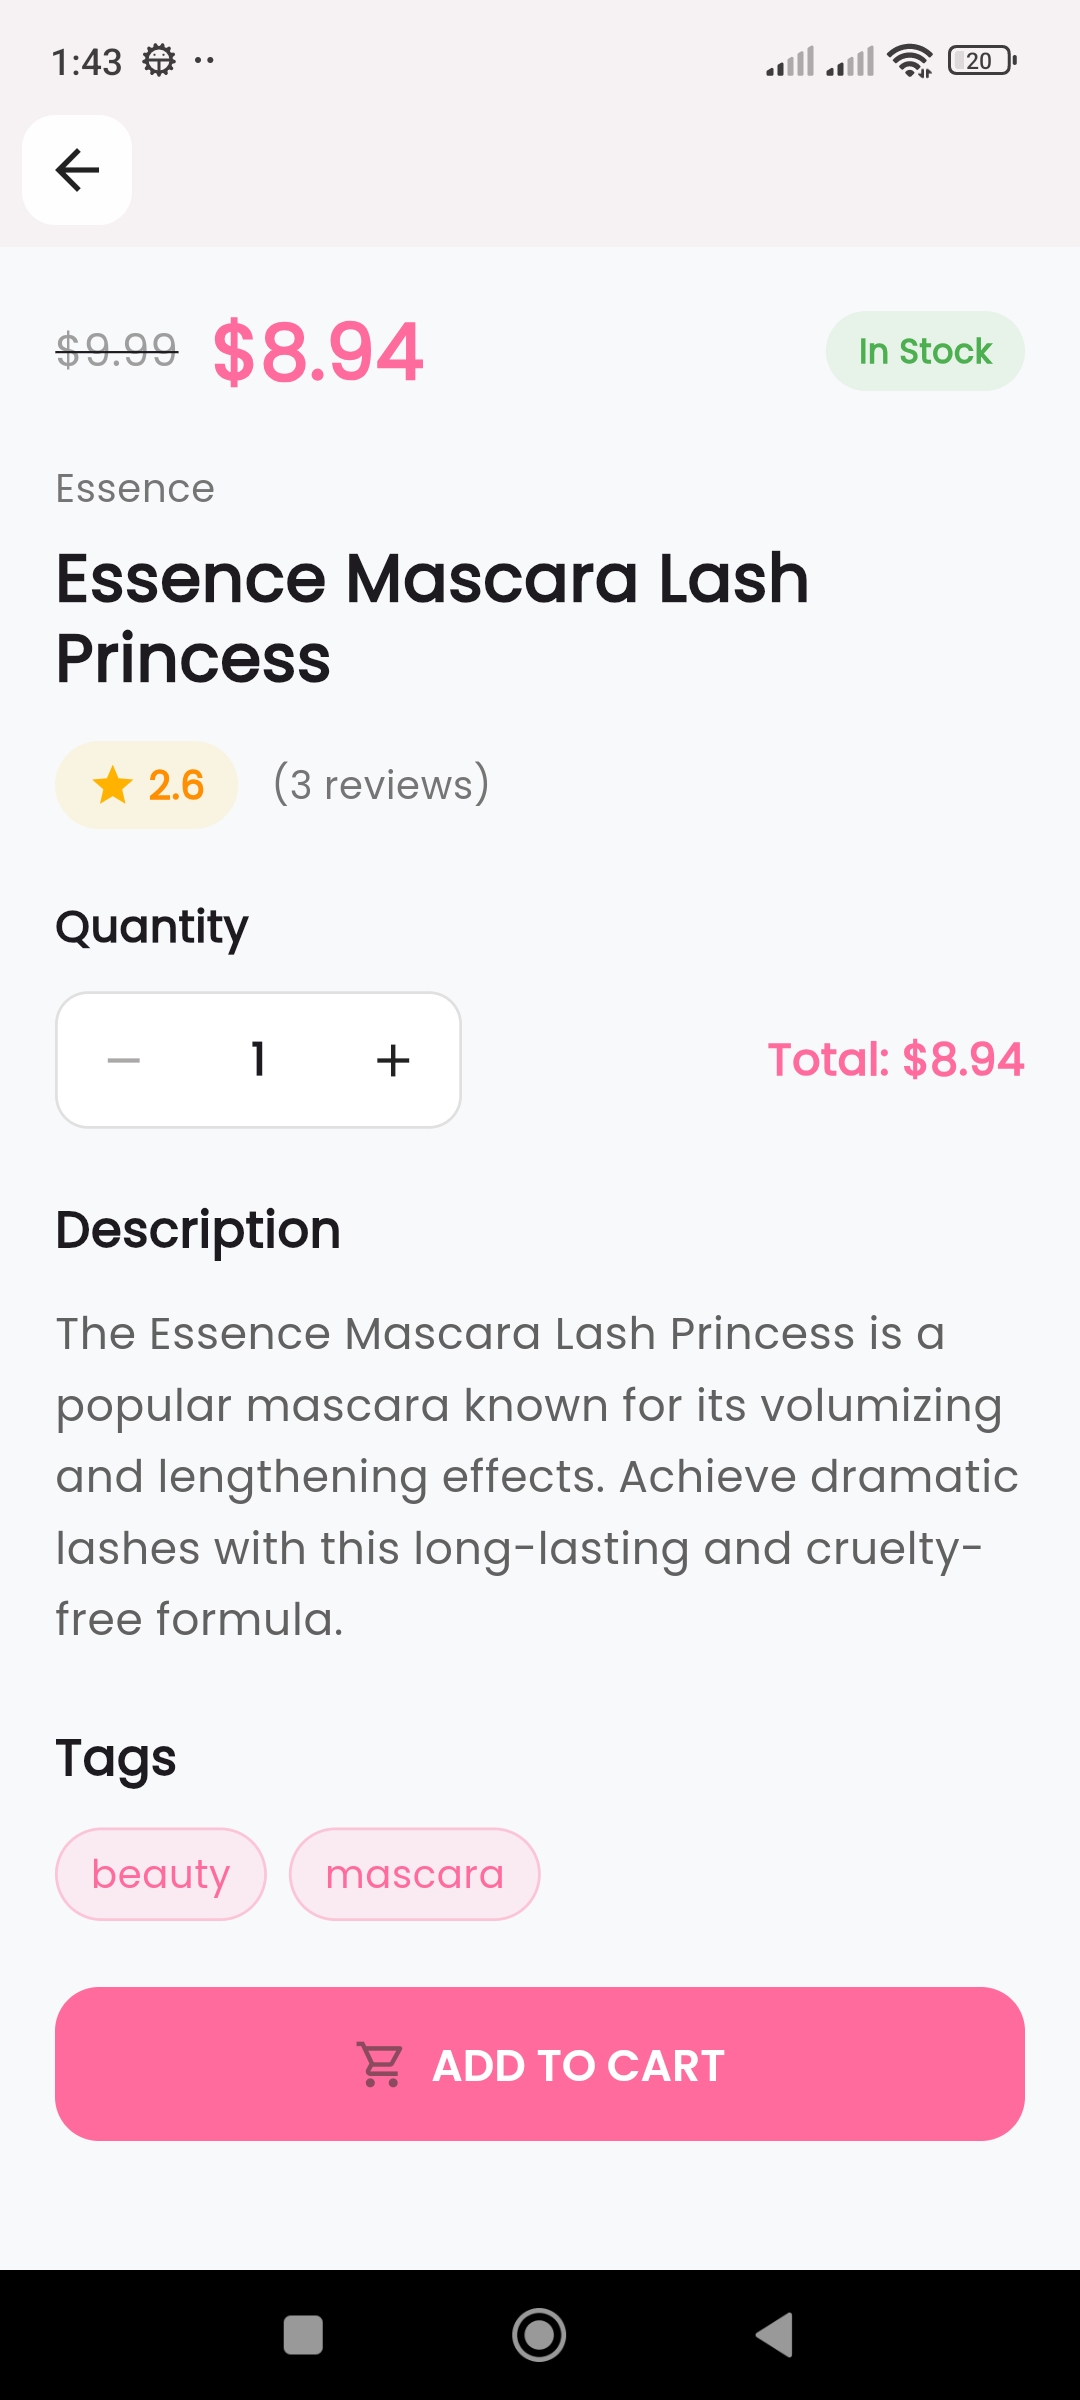 1:43
20
$9.99 $8.94
In Stock
Essence
Essence Mascara Lash
Princess
2.6 (3 reviews)
Quantity
1
Total: $8.94
Description
The Essence Mascara Lash Princess is a
popular mascara known for its volumizing
and lengthening effects. Achieve dramatic
lashes with this long-lasting and cruelty-
free formula.
Tags
beauty mascara
ADD TO CART